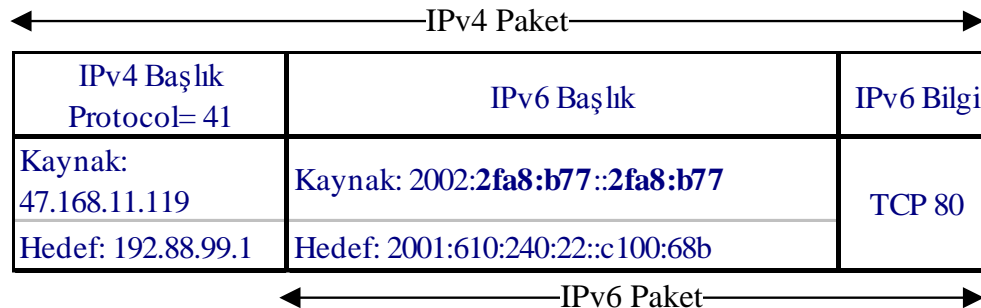 IPv4 Paket
IPv4 Başlık
Protocol= 41
IPv6 Başlık
IPv6 Bilgi
Kaynak:
47.168.11.119
Kaynak: 2002:2fa8:b77::2fa8:b77
TCP 80
Hedef: 192.88.99.1
Hedef: 2001:610:240:22::c100:68b
IPv6 Paket